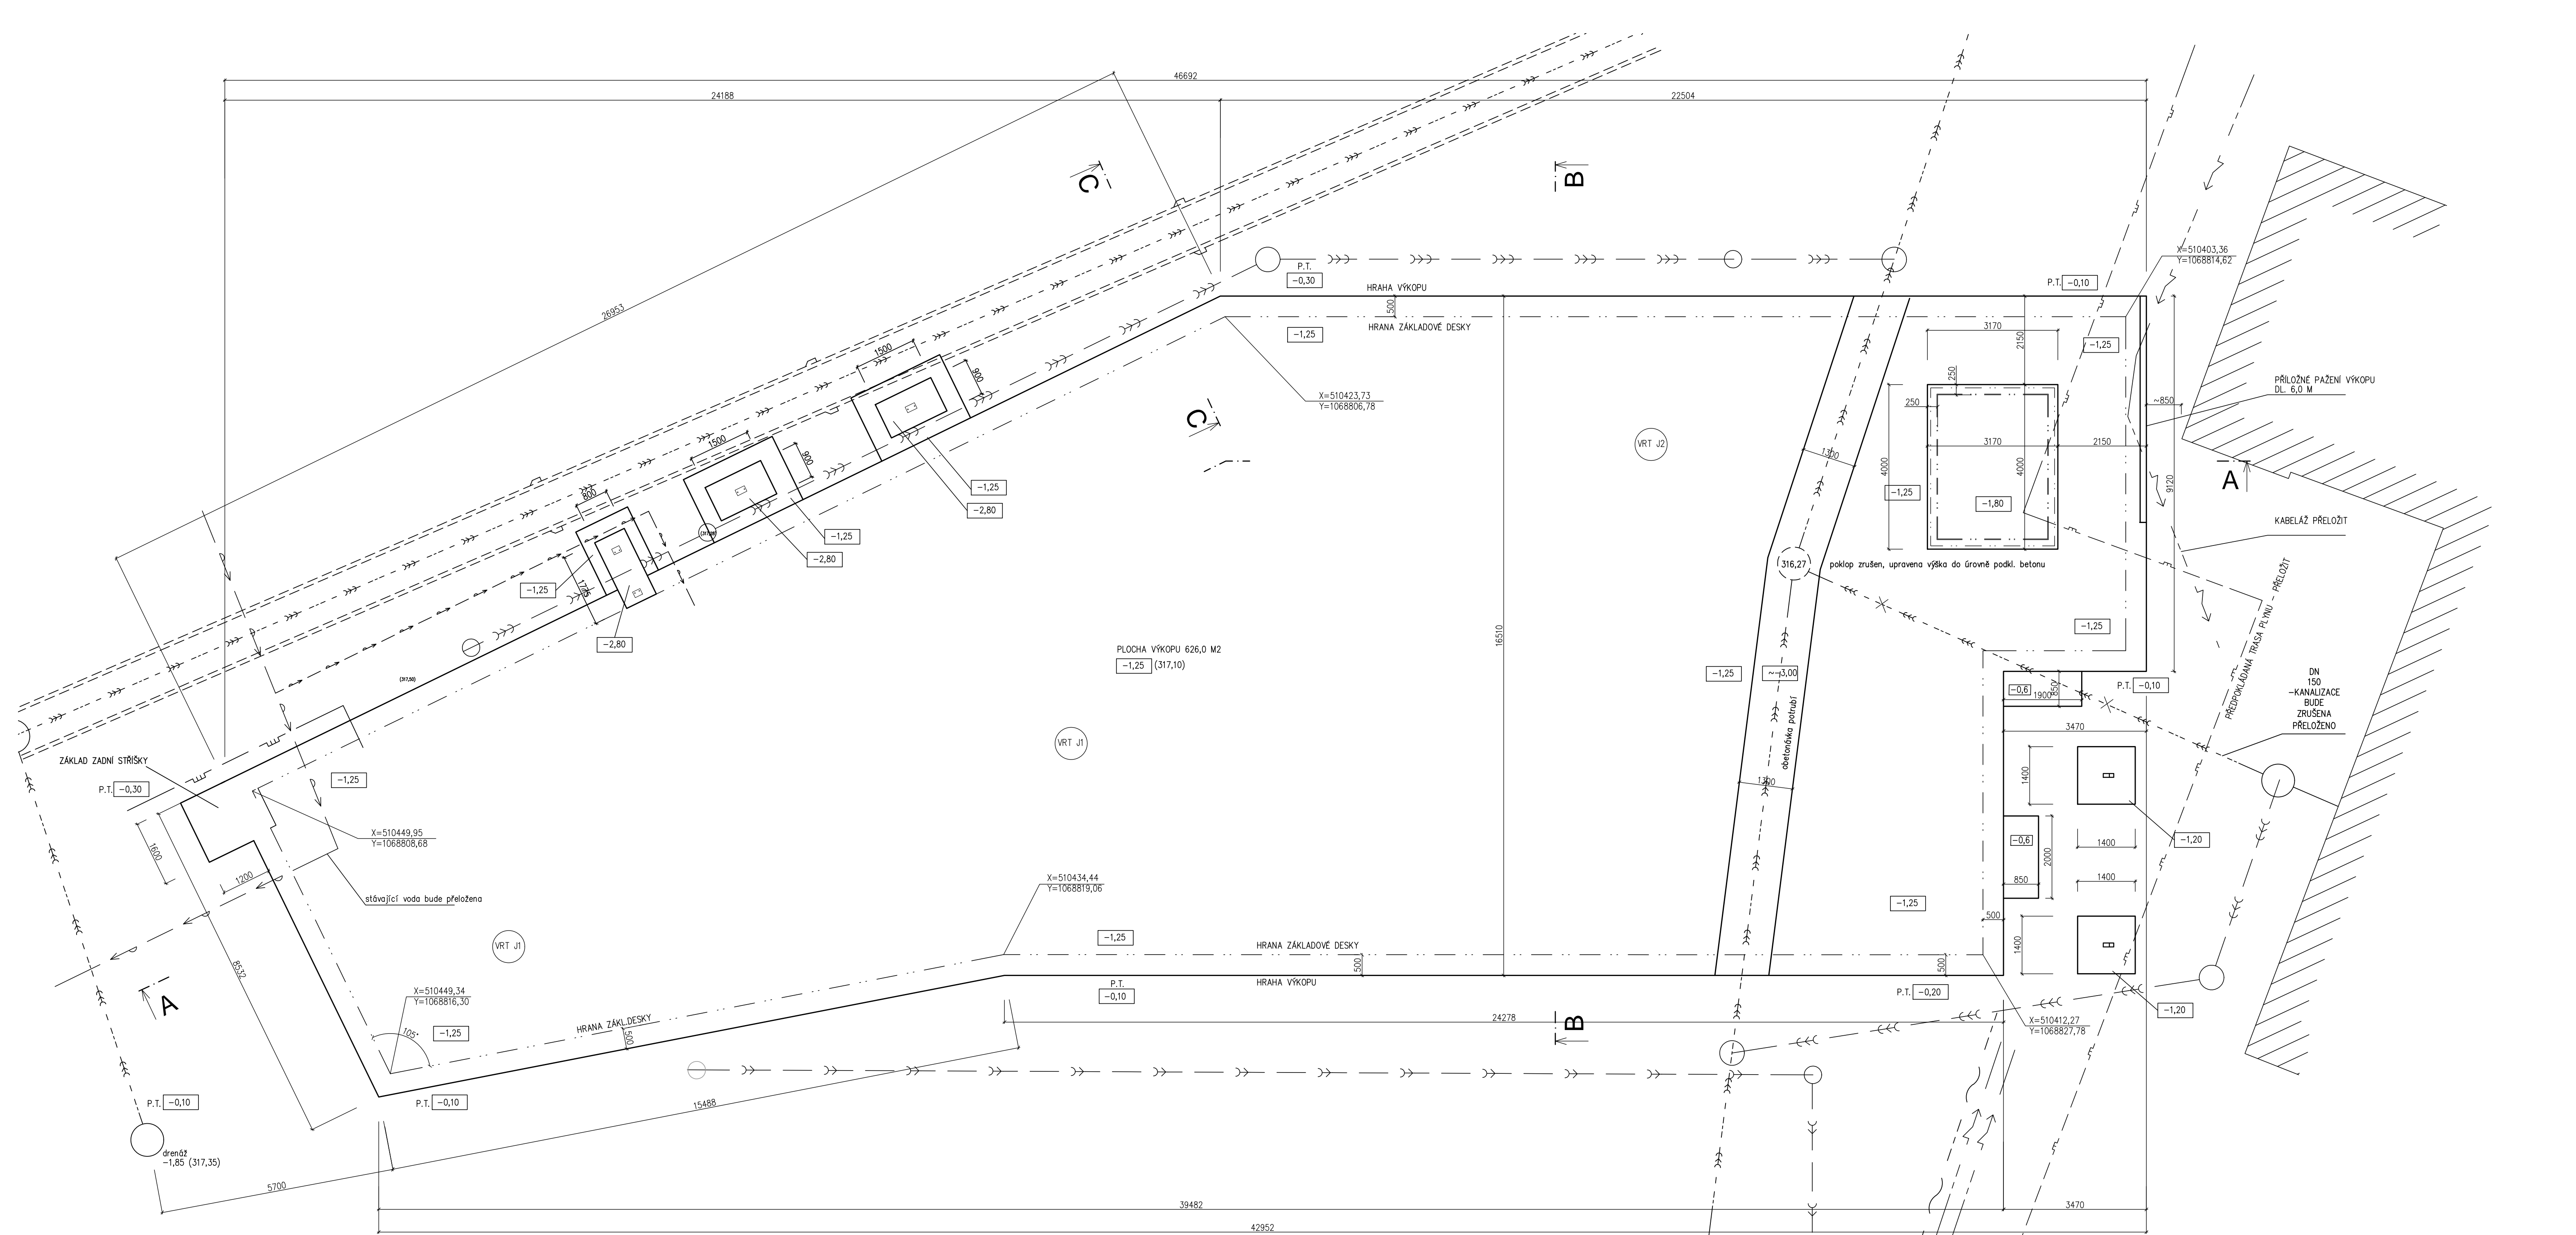 46692
24188
22504
C
B
26953
P.T.
-0,30
HRAHA VÝKOPU
500
HRANA ZÁKLADOVÉ DESKY
-1,25
P.T. -0,10
X=510403,36
Y=1068814,62
3170
2150
-1,25
1500
900
X=510423,73
Y=1068806,78
C
250
250
PŘÍLOŽNÉ PAŽENÍ VÝKOPU
DL. 6,0 M
~850
1500
900
VRT J2
1300
3170
2150
4000
4000
A
9120
-1,25
-2,80
-1,25
-1,80
800
-1,25
-2,80
KABELÁŽ PŘELOŽIT
316,27
poklop zrušen, upravena výška do úrovně podkl. betonu
-1,25
1775
-2,80
-1,25
16510
PLOCHA VÝKOPU 626,0 M2
-1,25 (317,10)
-1,25
~-3,00
obetonávka potrubí
PŘEDPOKLÁDANÁ TRASA PLYNU - PŘELOŽIT
(317,50)
-0,6
850
1900
P.T. -0,10
DN
150
-KANALIZACE
BUDE
ZRUŠENA
PŘELOŽENO
3470
VRT J1
ZÁKLAD ZADNÍ STŘÍŠKY
P.T. -0,30
-1,25
1300
1400
X=510449,95
Y=1068808,68
1600
1200
-0,6
2000
850
1400
-1,20
1400
stávající voda bude přeložena
X=510434,44
Y=1068819,06
-1,25
500
1400
VRT J1
-1,25
HRANA ZÁKLADOVÉ DESKY
500
500
HRAHA VÝKOPU
8532
A
X=510449,34
Y=1068816,30
P.T.
-0,10
P.T. -0,20
-1,20
105°
-1,25
HRANA ZÁKL.DESKY
500
24278
B
X=510412,27
Y=1068827,78
P.T. -0,10
P.T. -0,10
15488
drenáž
-1,85 (317,35)
5700
39482
3470
42952